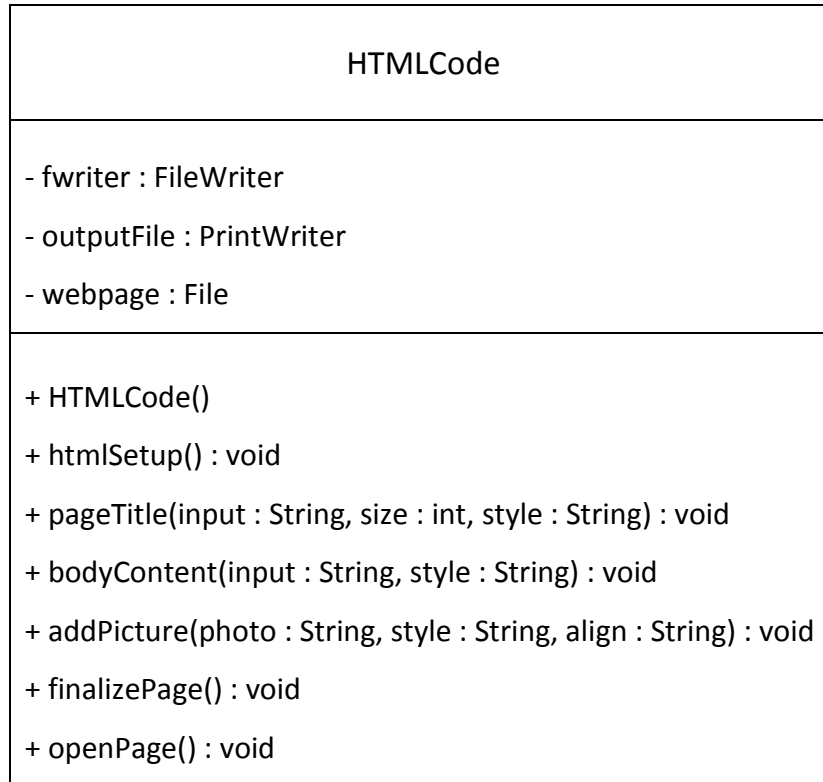 HTMLCode
- fwriter : FileWriter
- outputFile : PrintWriter
- webpage : File
+ HTMLCode()
+ htmlSetup() : void
+ pageTitle(input : String, size : int, style : String) : void
+ bodyContent(input : String, style : String) : void
+ addPicture(photo : String, style : String, align : String) : void
+ finalizePage() : void
+ openPage() : void